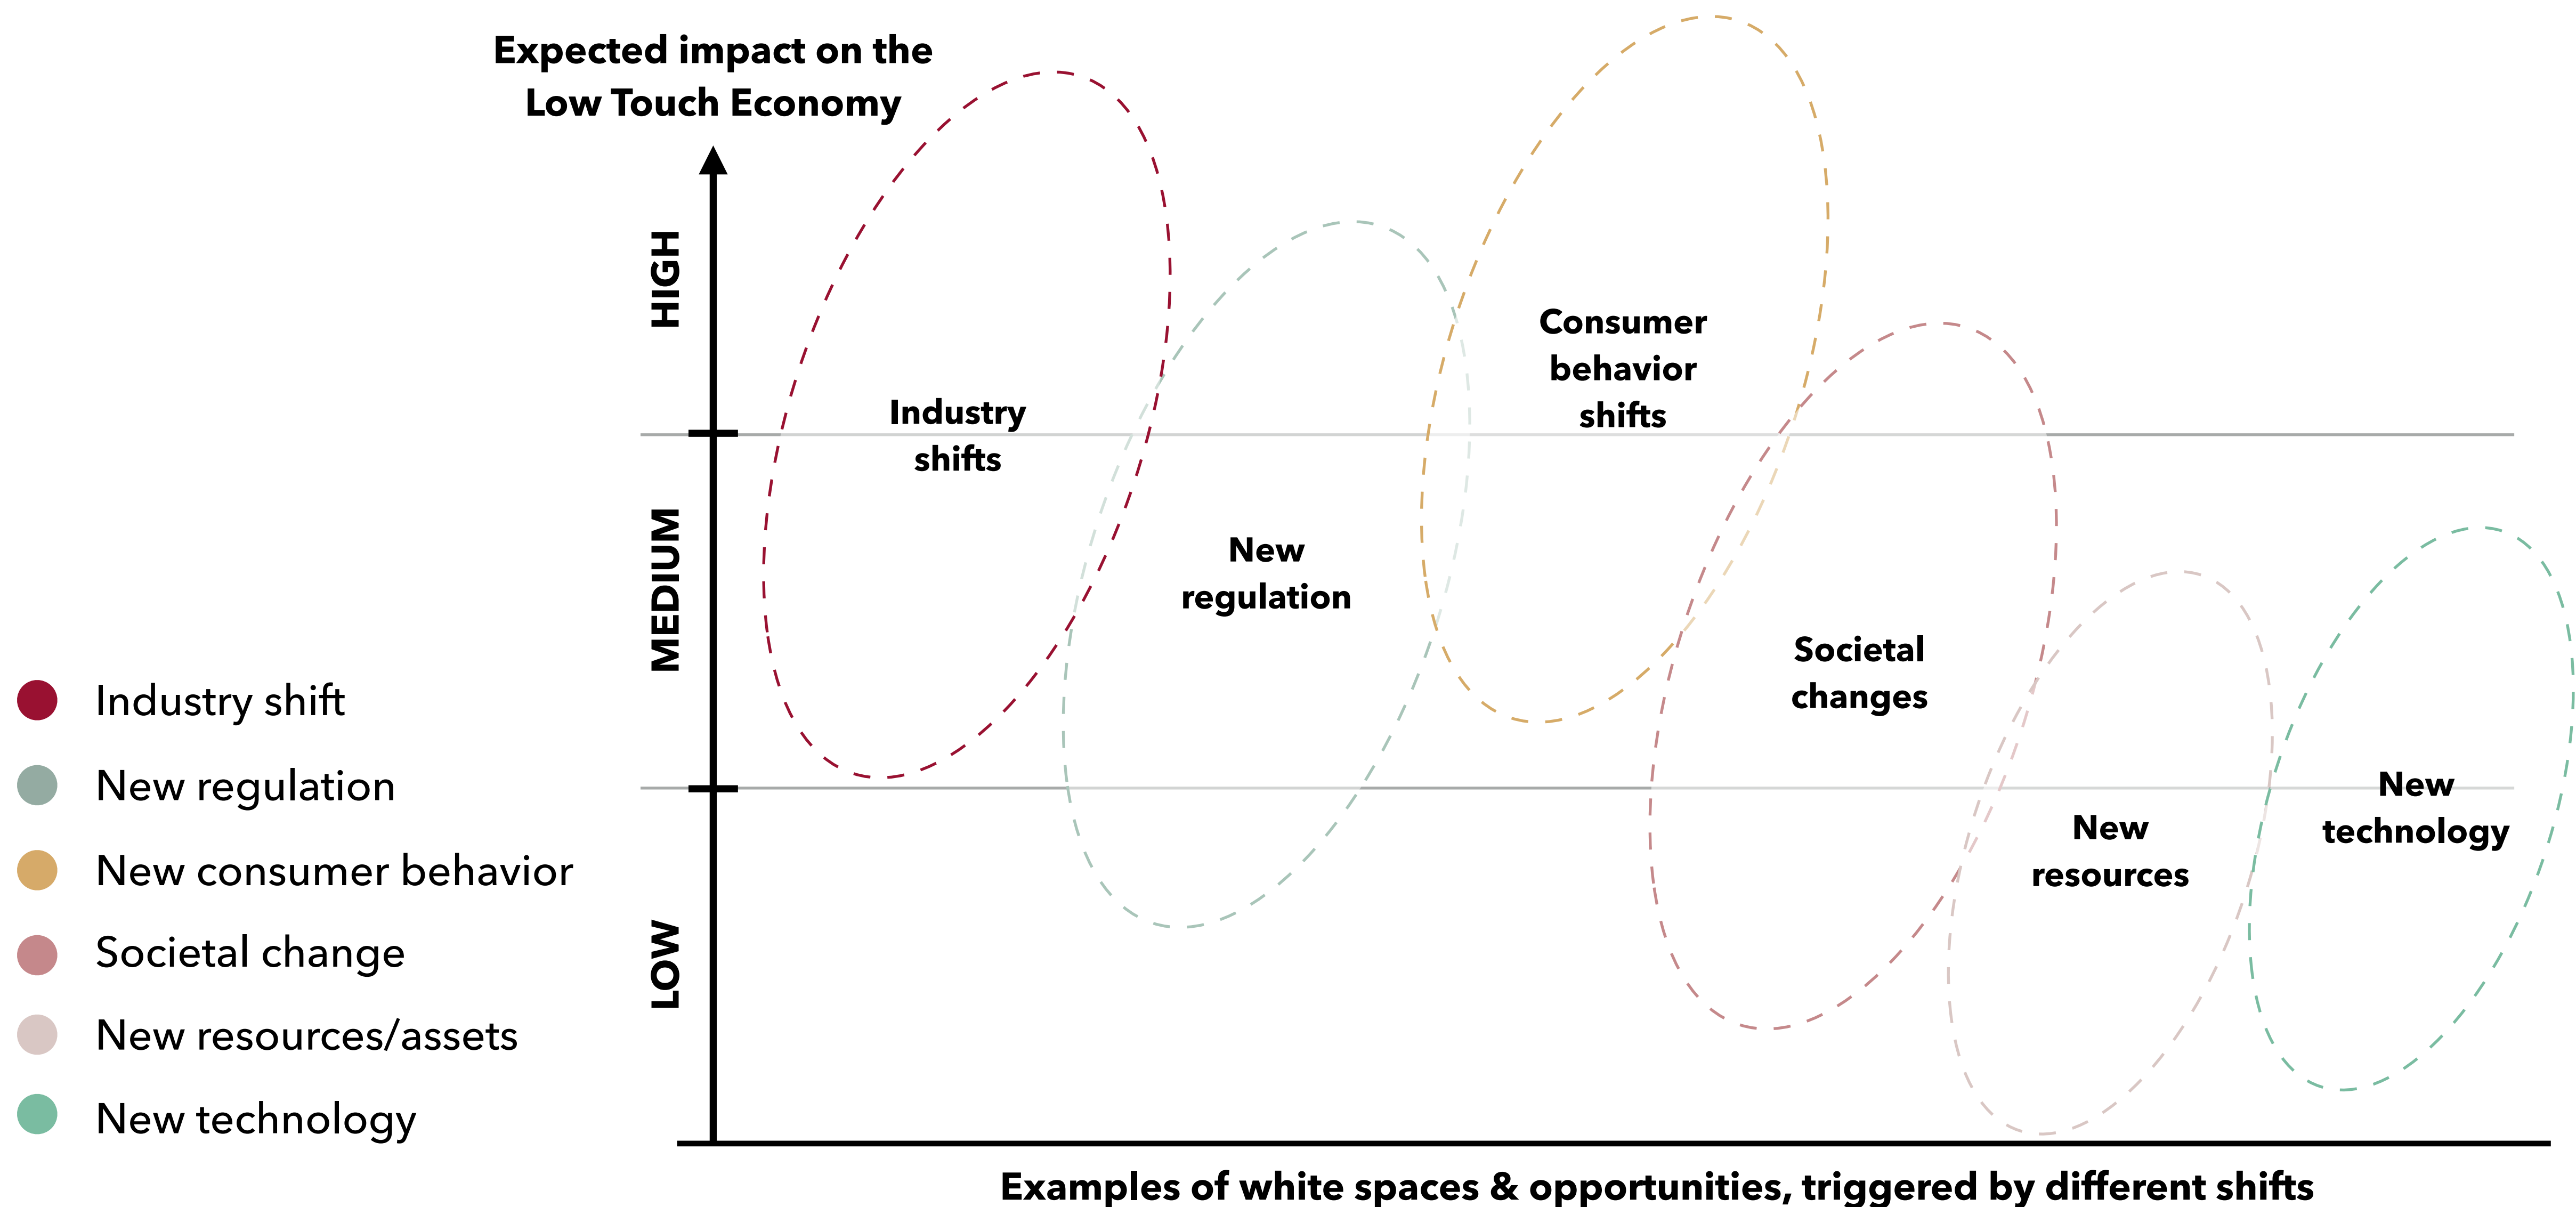 Expected impact on the
Low Touch Economy
HIGH
MEDIUM
LOW
Industry
shifts
New
regulation
Consumer
behavior
shifts
Societal
changes
New
resources
New
technology
Industry shift
New regulation
New consumer behavior
Societal change
New resources/assets
New technology
Examples of white spaces & opportunities, triggered by different shifts